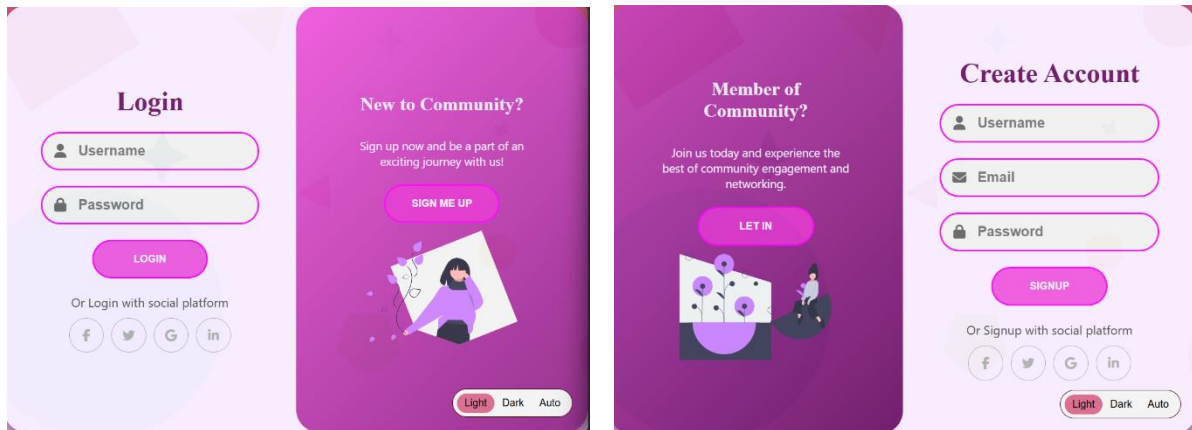 Login
Username
Password
LOGIN
Or Login with social platform
f
G
in
New to Community?
Sign up now and be a part of an
exciting journey with us!
SIGN ME UP
Light Dark Auto
Member of
Community?
Join us today and experience the
best of community engagement and
networking.
LET IN
Create Account
Username
Email
Password
SIGNUP
Or Signup with social platform
f
G
in
Light Dark Auto